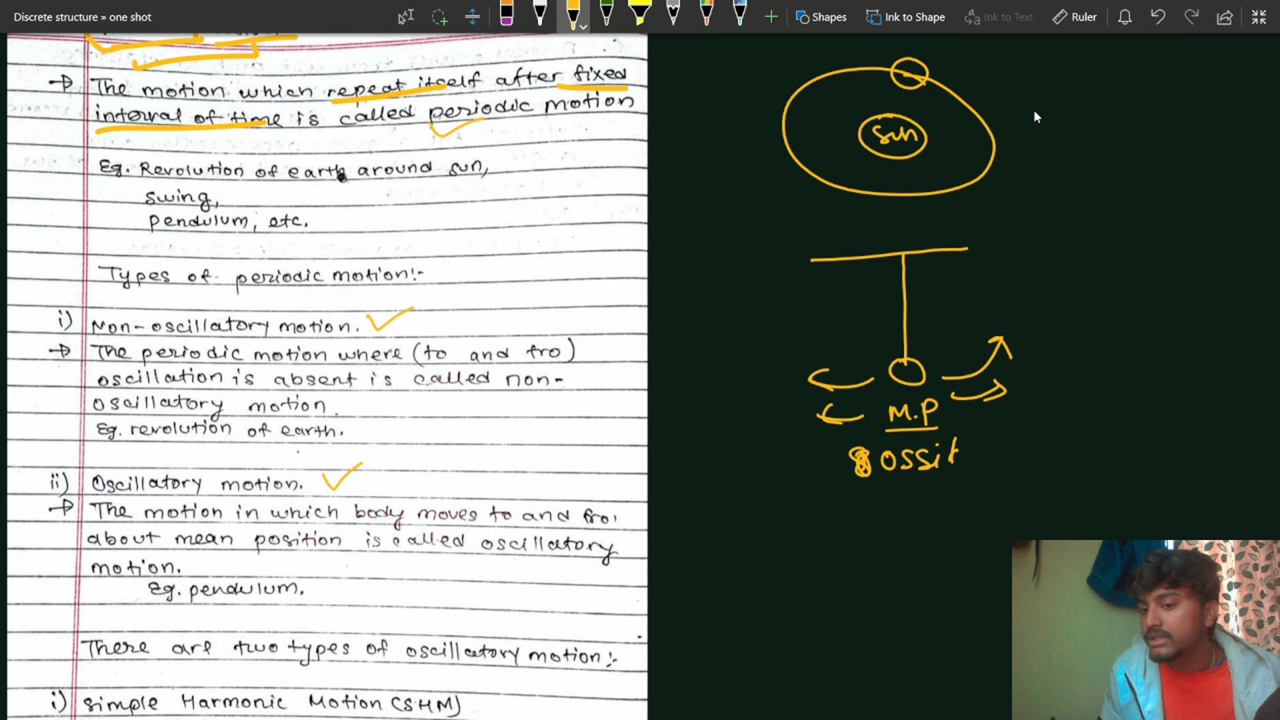 Discrete structure » one shot
Shapes
Ink to Shape
Ink to Text
Ruler
→ The motion which repeat itself after fixed
interval of time is called periodic motion
Eg. Revolution of earth around sun,
swing,
pendulum, etc.
Types of periodic motion:-
i) Non-oscillatory motion.
→ The periodic motion where (to and fro)
oscillation is absent is called non-
oscillatory motion.
Eg. revolution of earth.
ii) Oscillatory motion.
→ The motion in which body moves to and fro.
about mean position is called oscillatory
motion.
Eg. pendulum.
There are two types of oscillatory motion:-
i) Simple Harmonic Motion (SHM)
Sun
M.P